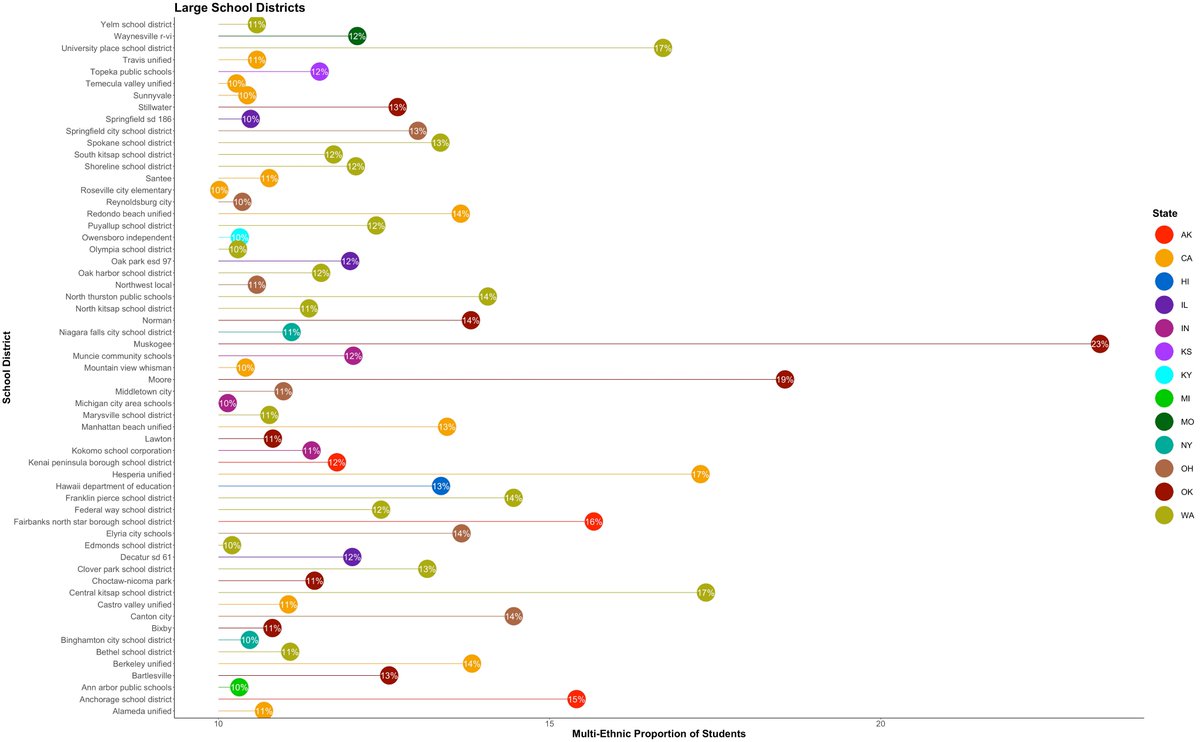 Large School Districts
Yelm school district 11%
Waynesville r-vi 12%
University place school district 17%
Travis unified 11%
Topeka public schools 12%
Temecula valley unified 10%
Sunnyvale 10%
Stillwater 13%
Springfield sd 186 10%
Springfield city school district 13%
Spokane school district 13%
South kitsap school district 12%
Shoreline school district 12%
Santee 11%
Roseville city elementary 10%
Reynoldsburg city 10%
Redondo beach unified 14%
Puyallup school district 12%
Owensboro independent 10%
Olympia school district 10%
Oak park esd 97 12%
Oak harbor school district 12%
Northwest local 11%
North thurston public schools 14%
North kitsap school district 11%
Norman 14%
Niagara falls city school district 11%
Muskogee 23%
Muncie community schools 12%
Mountain view whisman 10%
Moore 19%
Middletown city 11%
Michigan city area schools 10%
Marysville school district 11%
Manhattan beach unified 13%
Lawton 11%
Kokomo school corporation 11%
Kenai peninsula borough school district 12%
Hesperia unified 17%
Hawaii department of education 13%
Franklin pierce school district 14%
Federal way school district 12%
Fairbanks north star borough school district 16%
Elyria city schools 14%
Edmonds school district 10%
Decatur sd 61 12%
Clover park school district 13%
Choctaw-nicoma park 11%
Central kitsap school district 17%
Castro valley unified 11%
Canton city 14%
Bixby 11%
Binghamton city school district 10%
Bethel school district 11%
Berkeley unified 14%
Bartlesville 13%
Ann arbor public schools 10%
Anchorage school district 15%
Alameda unified 11%
10 15 20
Multi-Ethnic Proportion of Students
School District
State
AK
CA
HI
IL
IN
KS
KY
MI
MO
NY
OH
OK
WA